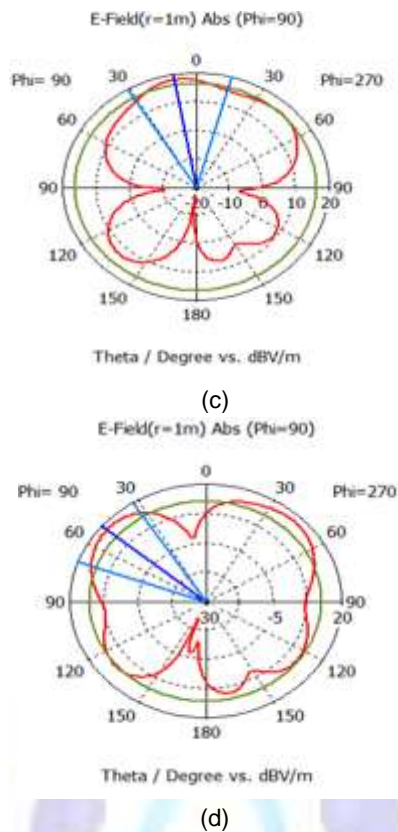 E-Field(r=1m) Abs (Phi=90)
0
Phi= 90 30 30 Phi=270
60 60
90 -20 -10 0 10 20 90
120 120
150 150
180
Theta / Degree vs. dBV/m
(c)
E-Field(r=1m) Abs (Phi=90)
0
Phi= 90 30 30 Phi=270
60 60
90 -30 -5 20 90
120 120
150 150
180
Theta / Degree vs. dBV/m
(d)